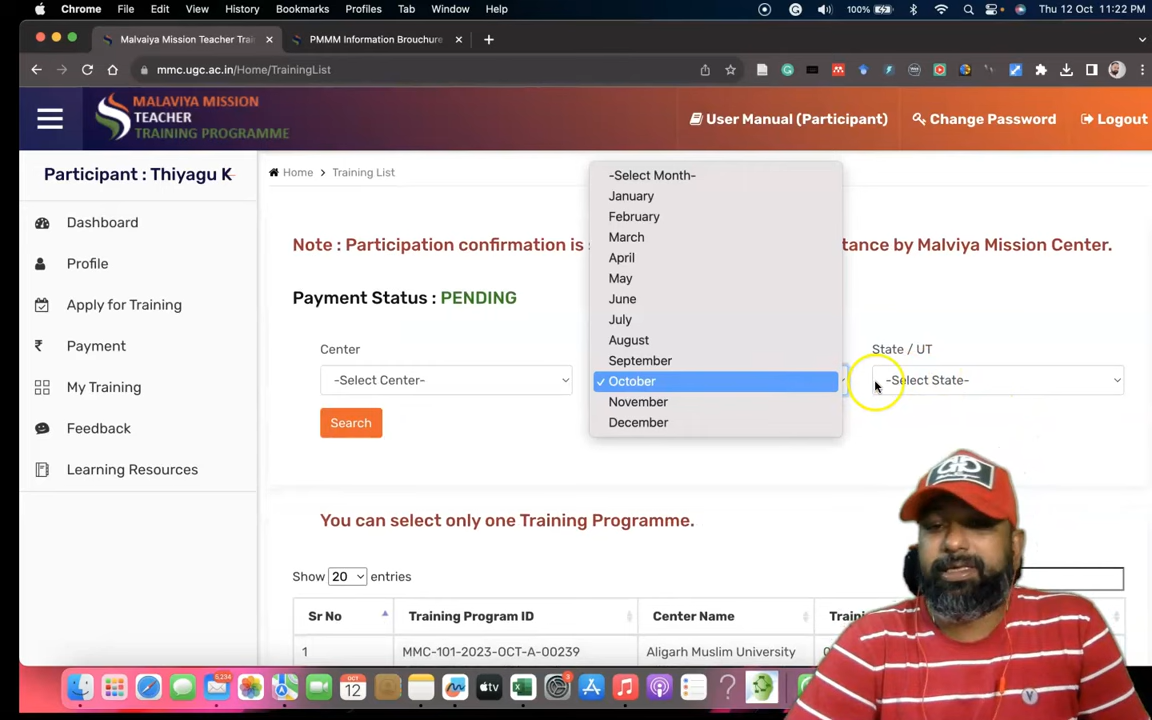 Chrome File Edit View History Bookmarks Profiles Tab Window Help 100% Thu 12 Oct 11:22 PM
Malvaiya Mission Teacher Trai
PMMM Information Brouchure
mmc.ugc.ac.in/Home/TrainingList
MALAVIYA MISSION
TEACHER
TRAINING PROGRAMME
User Manual (Participant)
Change Password
Logout
Participant : Thiyagu K
Dashboard
Profile
Apply for Training
Payment
My Training
Feedback
Learning Resources
Home > Training List
Note : Participation confirmation is
tance by Malviya Mission Center.
Payment Status : PENDING
Center
-Select Center-
-Select Month-
January
February
March
April
May
June
July
August
September
✓ October
November
December
State / UT
-Select State-
Search
You can select only one Training Programme.
Show 20 entries
Sr No Training Program ID Center Name
1 MMC-101-2023-OCT-A-00239 Aligarh Muslim University
OCT
12
5,234
3